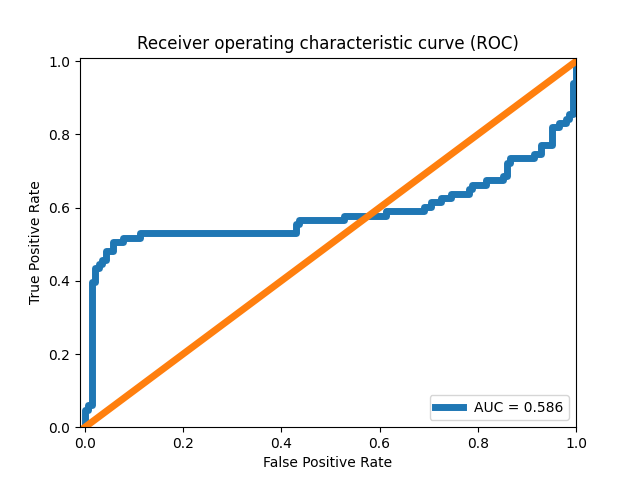 Receiver operating characteristic curve (ROC)
1.0
0.8
0.6
0.4
0.2
0.0
True Positive Rate
AUC = 0.586
0.0 0.2 0.4 0.6 0.8 1.0
False Positive Rate